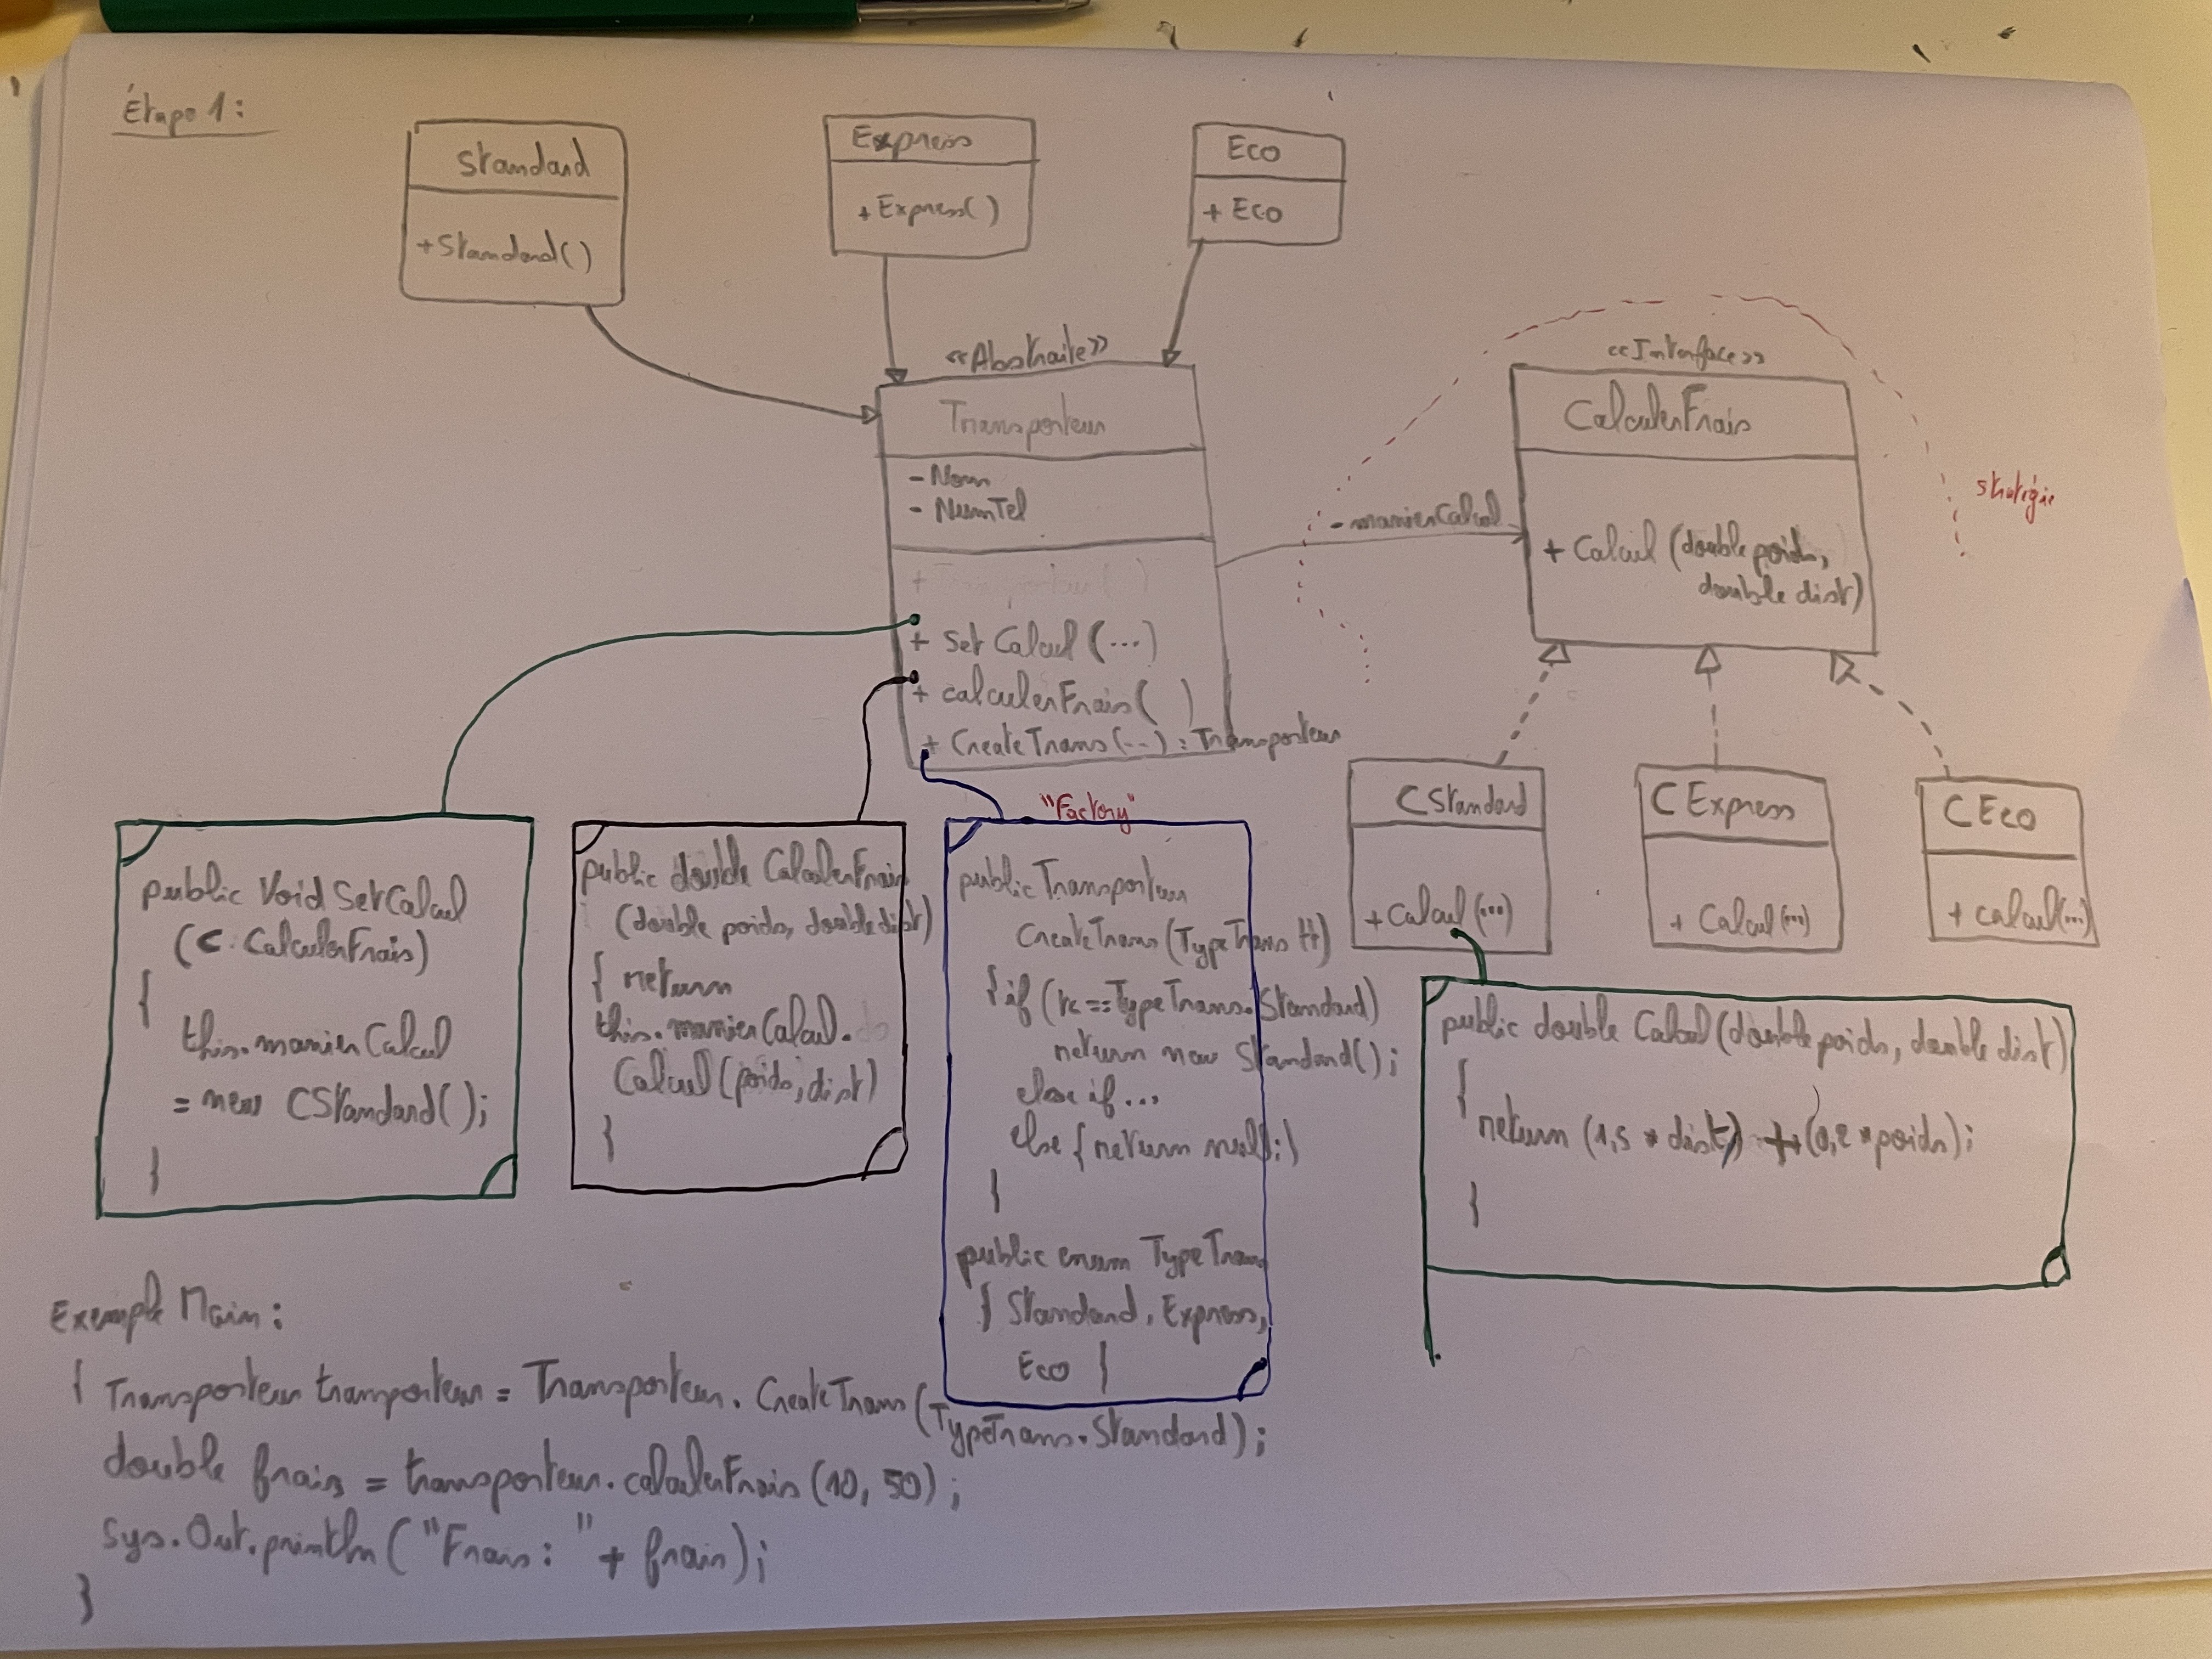 Étape 1 :
Standard
+ Standard()
Express
+ Express()
Eco
+ Eco
<<Abstraite>>
Transporteur
- Nom
- NumTel
+ SetCalcul (...)
+ calculerFrais( )
+ CreateTrans(...) : Transporteur
- manierCalcul
<<Interface>>
CalculerFrais
+ Calcul (double poids,
double dist)
stratégie
CStandard
+ Calcul(...)
CExpress
+ Calcul(...)
CEco
+ Calcul(...)
public void SetCalcul
(c : CalculerFrais)
{
this.manierCalcul
= new CStandard();
}
public double CalculerFrais
(double poids, double dist)
{ return
this.manierCalcul.
Calcul(poids, dist)
}
"Factory"
public Transporteur
CreateTrans(TypeTrans tt)
{ if (tt == TypeTrans.Standard)
return new Standard();
else if ...
else { return null;}
}
public enum TypeTrans
{ Standard, Express,
Eco }
public double Calcul(double poids, double dist)
{
return (1,5 * dist) + (0,2 * poids);
}
Exemple Main :
{ Transporteur transporteur = Transporteur.CreateTrans(TypeTrans.Standard);
double frais = transporteur.calculerFrais(10, 50);
Sys.Out.println("Frais : " + frais);
}